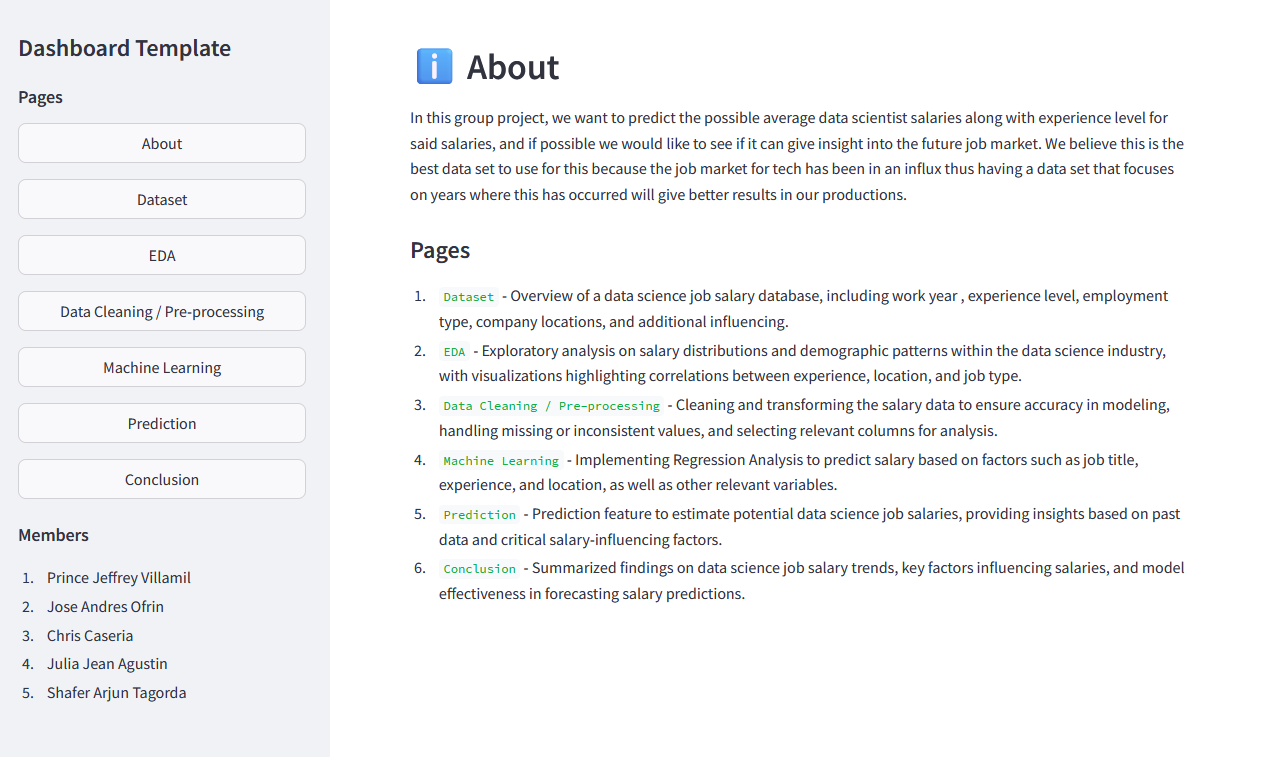 Dashboard Template
Pages
About
Dataset
EDA
Data Cleaning / Pre-processing
Machine Learning
Prediction
Conclusion
Members
1. Prince Jeffrey Villamil
2. Jose Andres Ofrin
3. Chris Caseria
4. Julia Jean Agustin
5. Shafer Arjun Tagorda
ℹ️ About
In this group project, we want to predict the possible average data scientist salaries along with experience level for
said salaries, and if possible we would like to see if it can give insight into the future job market. We believe this is the
best data set to use for this because the job market for tech has been in an influx thus having a data set that focuses
on years where this has occurred will give better results in our productions.
Pages
1. Dataset - Overview of a data science job salary database, including work year , experience level, employment
type, company locations, and additional influencing.
2. EDA - Exploratory analysis on salary distributions and demographic patterns within the data science industry,
with visualizations highlighting correlations between experience, location, and job type.
3. Data Cleaning / Pre-processing - Cleaning and transforming the salary data to ensure accuracy in modeling,
handling missing or inconsistent values, and selecting relevant columns for analysis.
4. Machine Learning - Implementing Regression Analysis to predict salary based on factors such as job title,
experience, and location, as well as other relevant variables.
5. Prediction - Prediction feature to estimate potential data science job salaries, providing insights based on past
data and critical salary-influencing factors.
6. Conclusion - Summarized findings on data science job salary trends, key factors influencing salaries, and model
effectiveness in forecasting salary predictions.